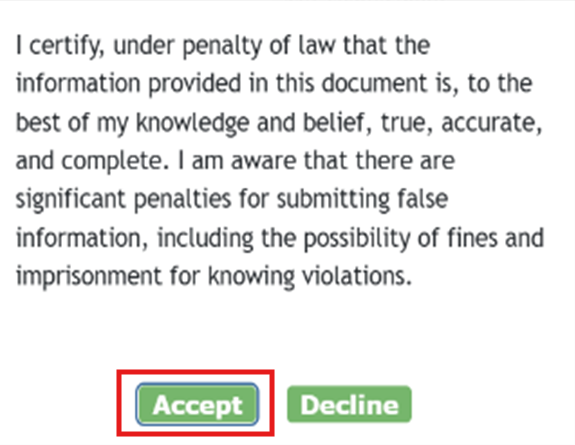 I certify, under penalty of law that the
information provided in this document is, to the
best of my knowledge and belief, true, accurate,
and complete. I am aware that there are
significant penalties for submitting false
information, including the possibility of fines and
imprisonment for knowing violations.
Accept Decline